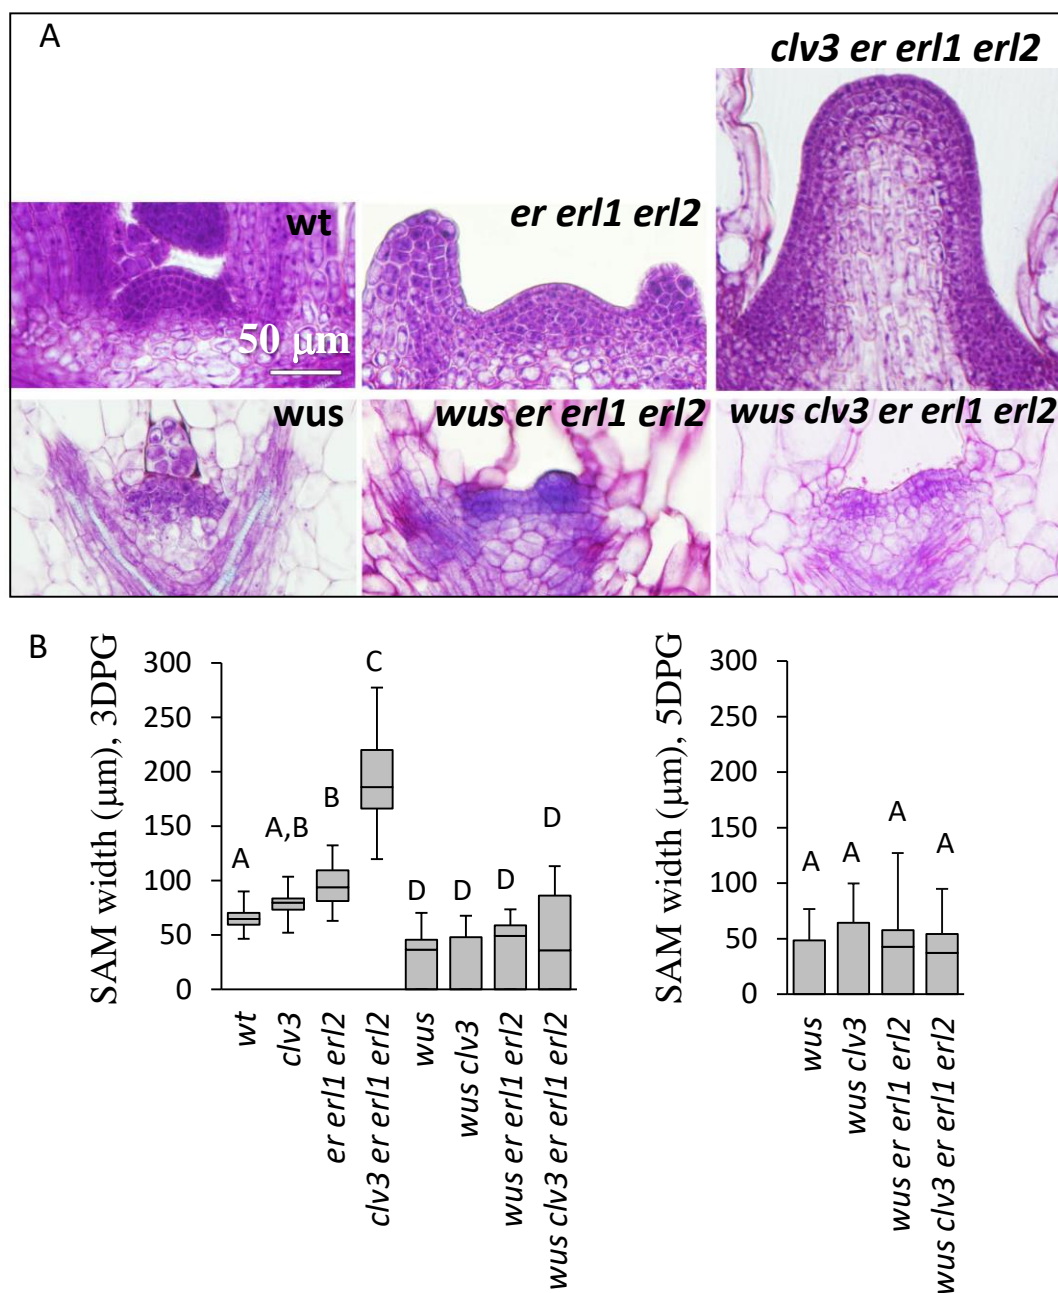 A
clv3 er erl1 erl2
wt
er erl1 erl2
50 μm
wus
wus er erl1 erl2
wus clv3 er erl1 erl2
B
SAM width (μm), 3DPG
300
250
200
150
100
50
0
A
A,B
B
C
D
D
D
D
wt
clv3
er erl1 erl2
clv3 er erl1 erl2
wus
wus clv3
wus er erl1 erl2
wus clv3 er erl1 erl2
SAM width (μm), 5DPG
300
250
200
150
100
50
0
A
A
A
A
wus
wus clv3
wus er erl1 erl2
wus clv3 er erl1 erl2